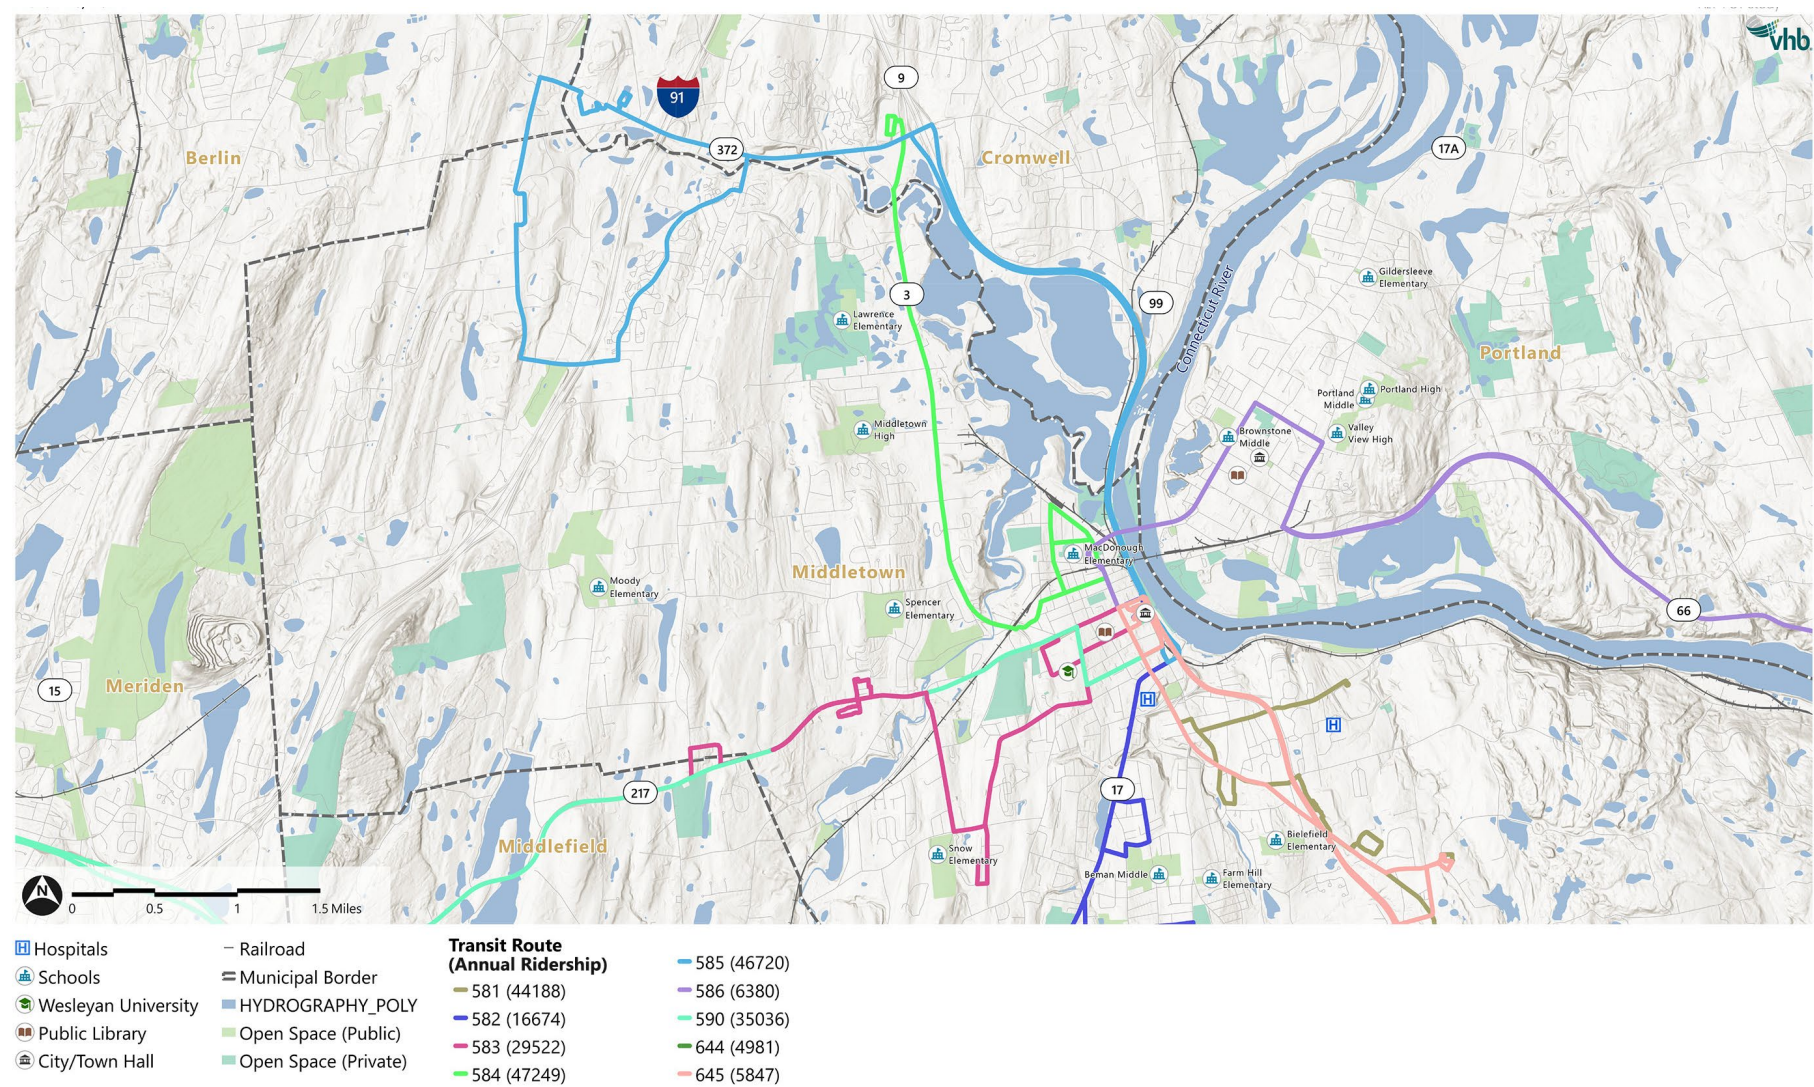 vhb
9
91
372
Berlin
Cromwell
17A
Gildersleeve
Elementary
3
99
Connecticut River
Lawrence
Elementary
Portland
Portland
Middle
Portland High
Middletown
High
Brownstone
Middle
Valley
View High
MacDonough
Elementary
Middletown
Moody
Elementary
Spencer
Elementary
66
15
Meriden
H
H
217
17
Middlefield
Snow
Elementary
Bielefield
Elementary
Beman Middle
Farm Hill
Elementary
N
0 0.5 1 1.5 Miles
H Hospitals
Schools
Wesleyan University
Public Library
City/Town Hall
Railroad
Municipal Border
HYDROGRAPHY_POLY
Open Space (Public)
Open Space (Private)
Transit Route
(Annual Ridership)
581 (44188)
582 (16674)
583 (29522)
584 (47249)
585 (46720)
586 (6380)
590 (35036)
644 (4981)
645 (5847)